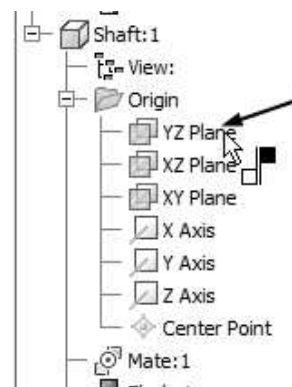 Shaft:1
View:
Origin
YZ Plane
XZ Plane
XY Plane
X Axis
Y Axis
Z Axis
Center Point
Mate:1